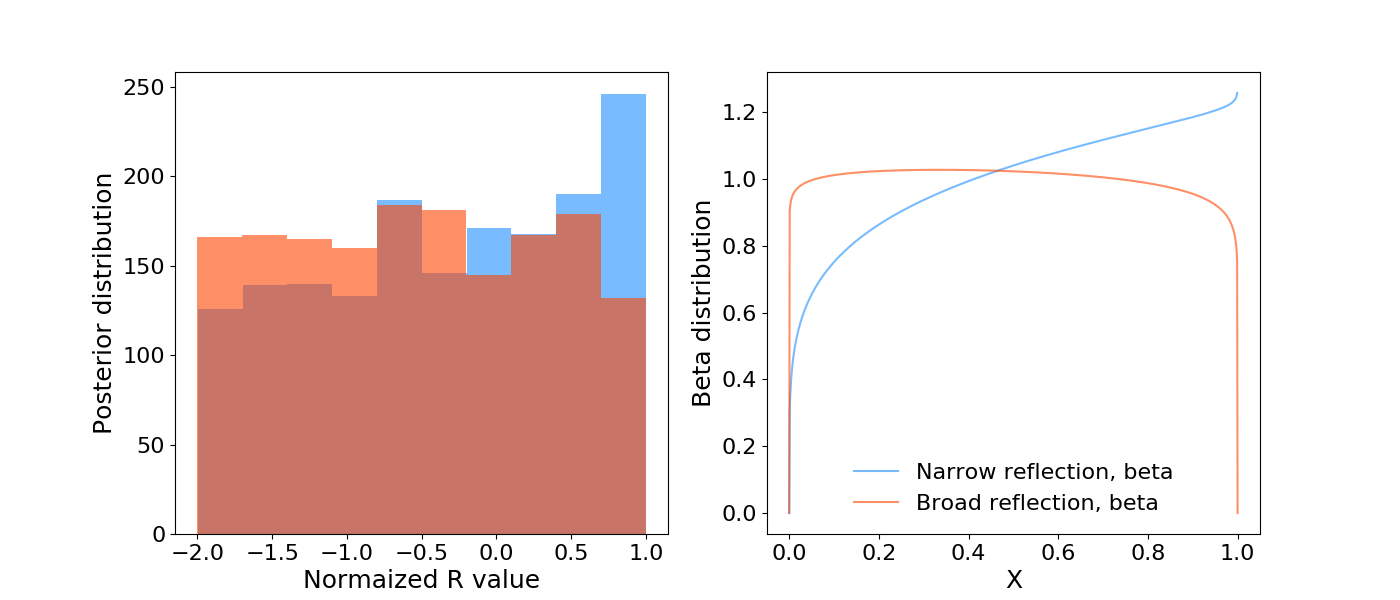 Posterior distribution
250
200
150
100
50
0
−2.0 −1.5 −1.0 −0.5 0.0 0.5 1.0
Normaized R value
Beta distribution
1.2
1.0
0.8
0.6
0.4
0.2
0.0
Narrow reflection, beta
Broad reflection, beta
0.0 0.2 0.4 0.6 0.8 1.0
X